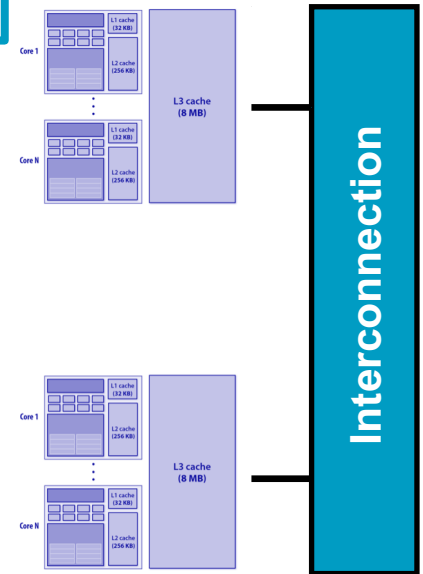 Core 1
L1 cache
(32 KB)
L2 cache
(256 KB)
L3 cache
(8 MB)
Core N
L1 cache
(32 KB)
L2 cache
(256 KB)
Interconnection
Core 1
L1 cache
(32 KB)
L2 cache
(256 KB)
L3 cache
(8 MB)
Core N
L1 cache
(32 KB)
L2 cache
(256 KB)